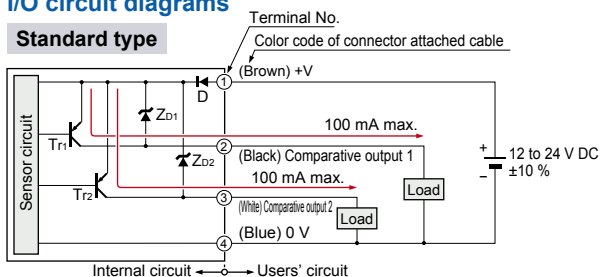 I/O circuit diagrams
Standard type
Terminal No.
Color code of connector attached cable
(Brown) +V
1
D
ZD1
100 mA max.
Tr1
2
(Black) Comparative output 1
ZD2
+
12 to 24 V DC
±10 %
−
100 mA max.
Load
Tr2
3
(White) Comparative output 2
Load
Sensor circuit
(Blue) 0 V
4
Internal circuit
Users' circuit